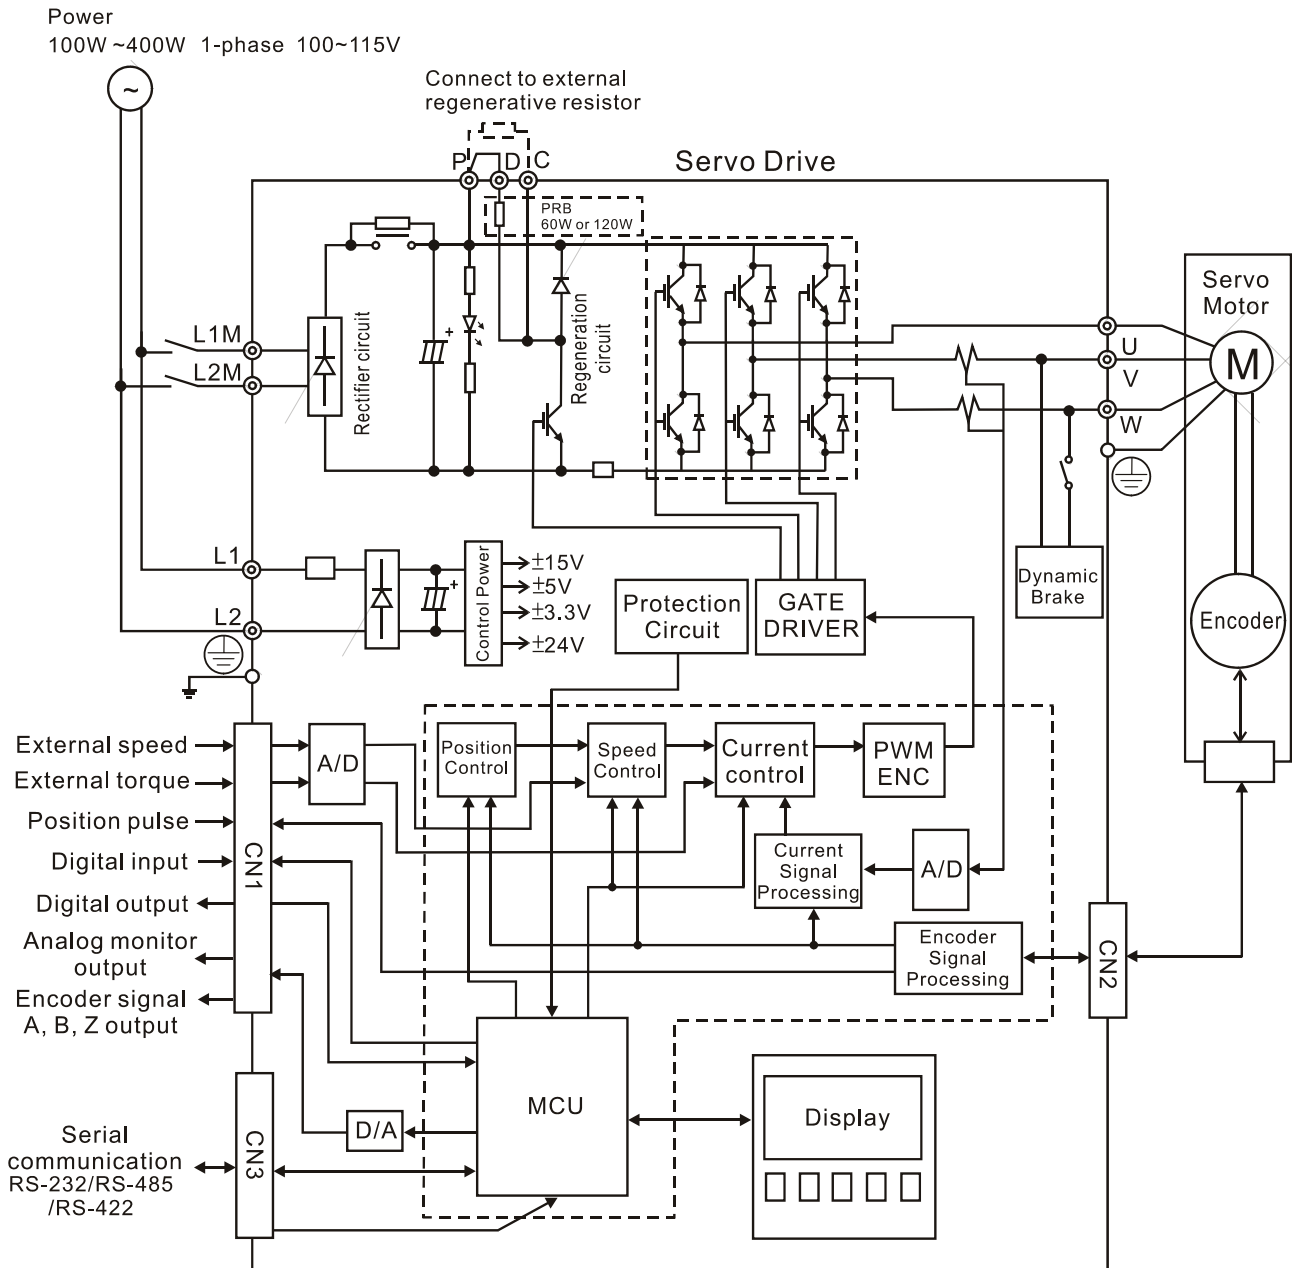 Power
100W ~400W 1-phase 100~115V
~
Connect to external
regenerative resistor
P
D
C
Servo Drive
PRB
60W or 120W
Servo
Motor
L1M
L2M
+
Rectifier circuit
Regeneration
circuit
U
V
W
M
L1
L2
+
Control Power
±15V
±5V
±3.3V
±24V
Protection
Circuit
GATE
DRIVER
Dynamic
Brake
Encoder
External speed
External torque
Position pulse
Digital input
Digital output
Analog monitor
output
Encoder signal
A, B, Z output
CN1
A/D
Position
Control
Speed
Control
Current
control
PWM
ENC
Current
Signal
Processing
A/D
Encoder
Signal
Processing
CN2
MCU
D/A
Display
Serial
communication
RS-232/RS-485
/RS-422
CN3